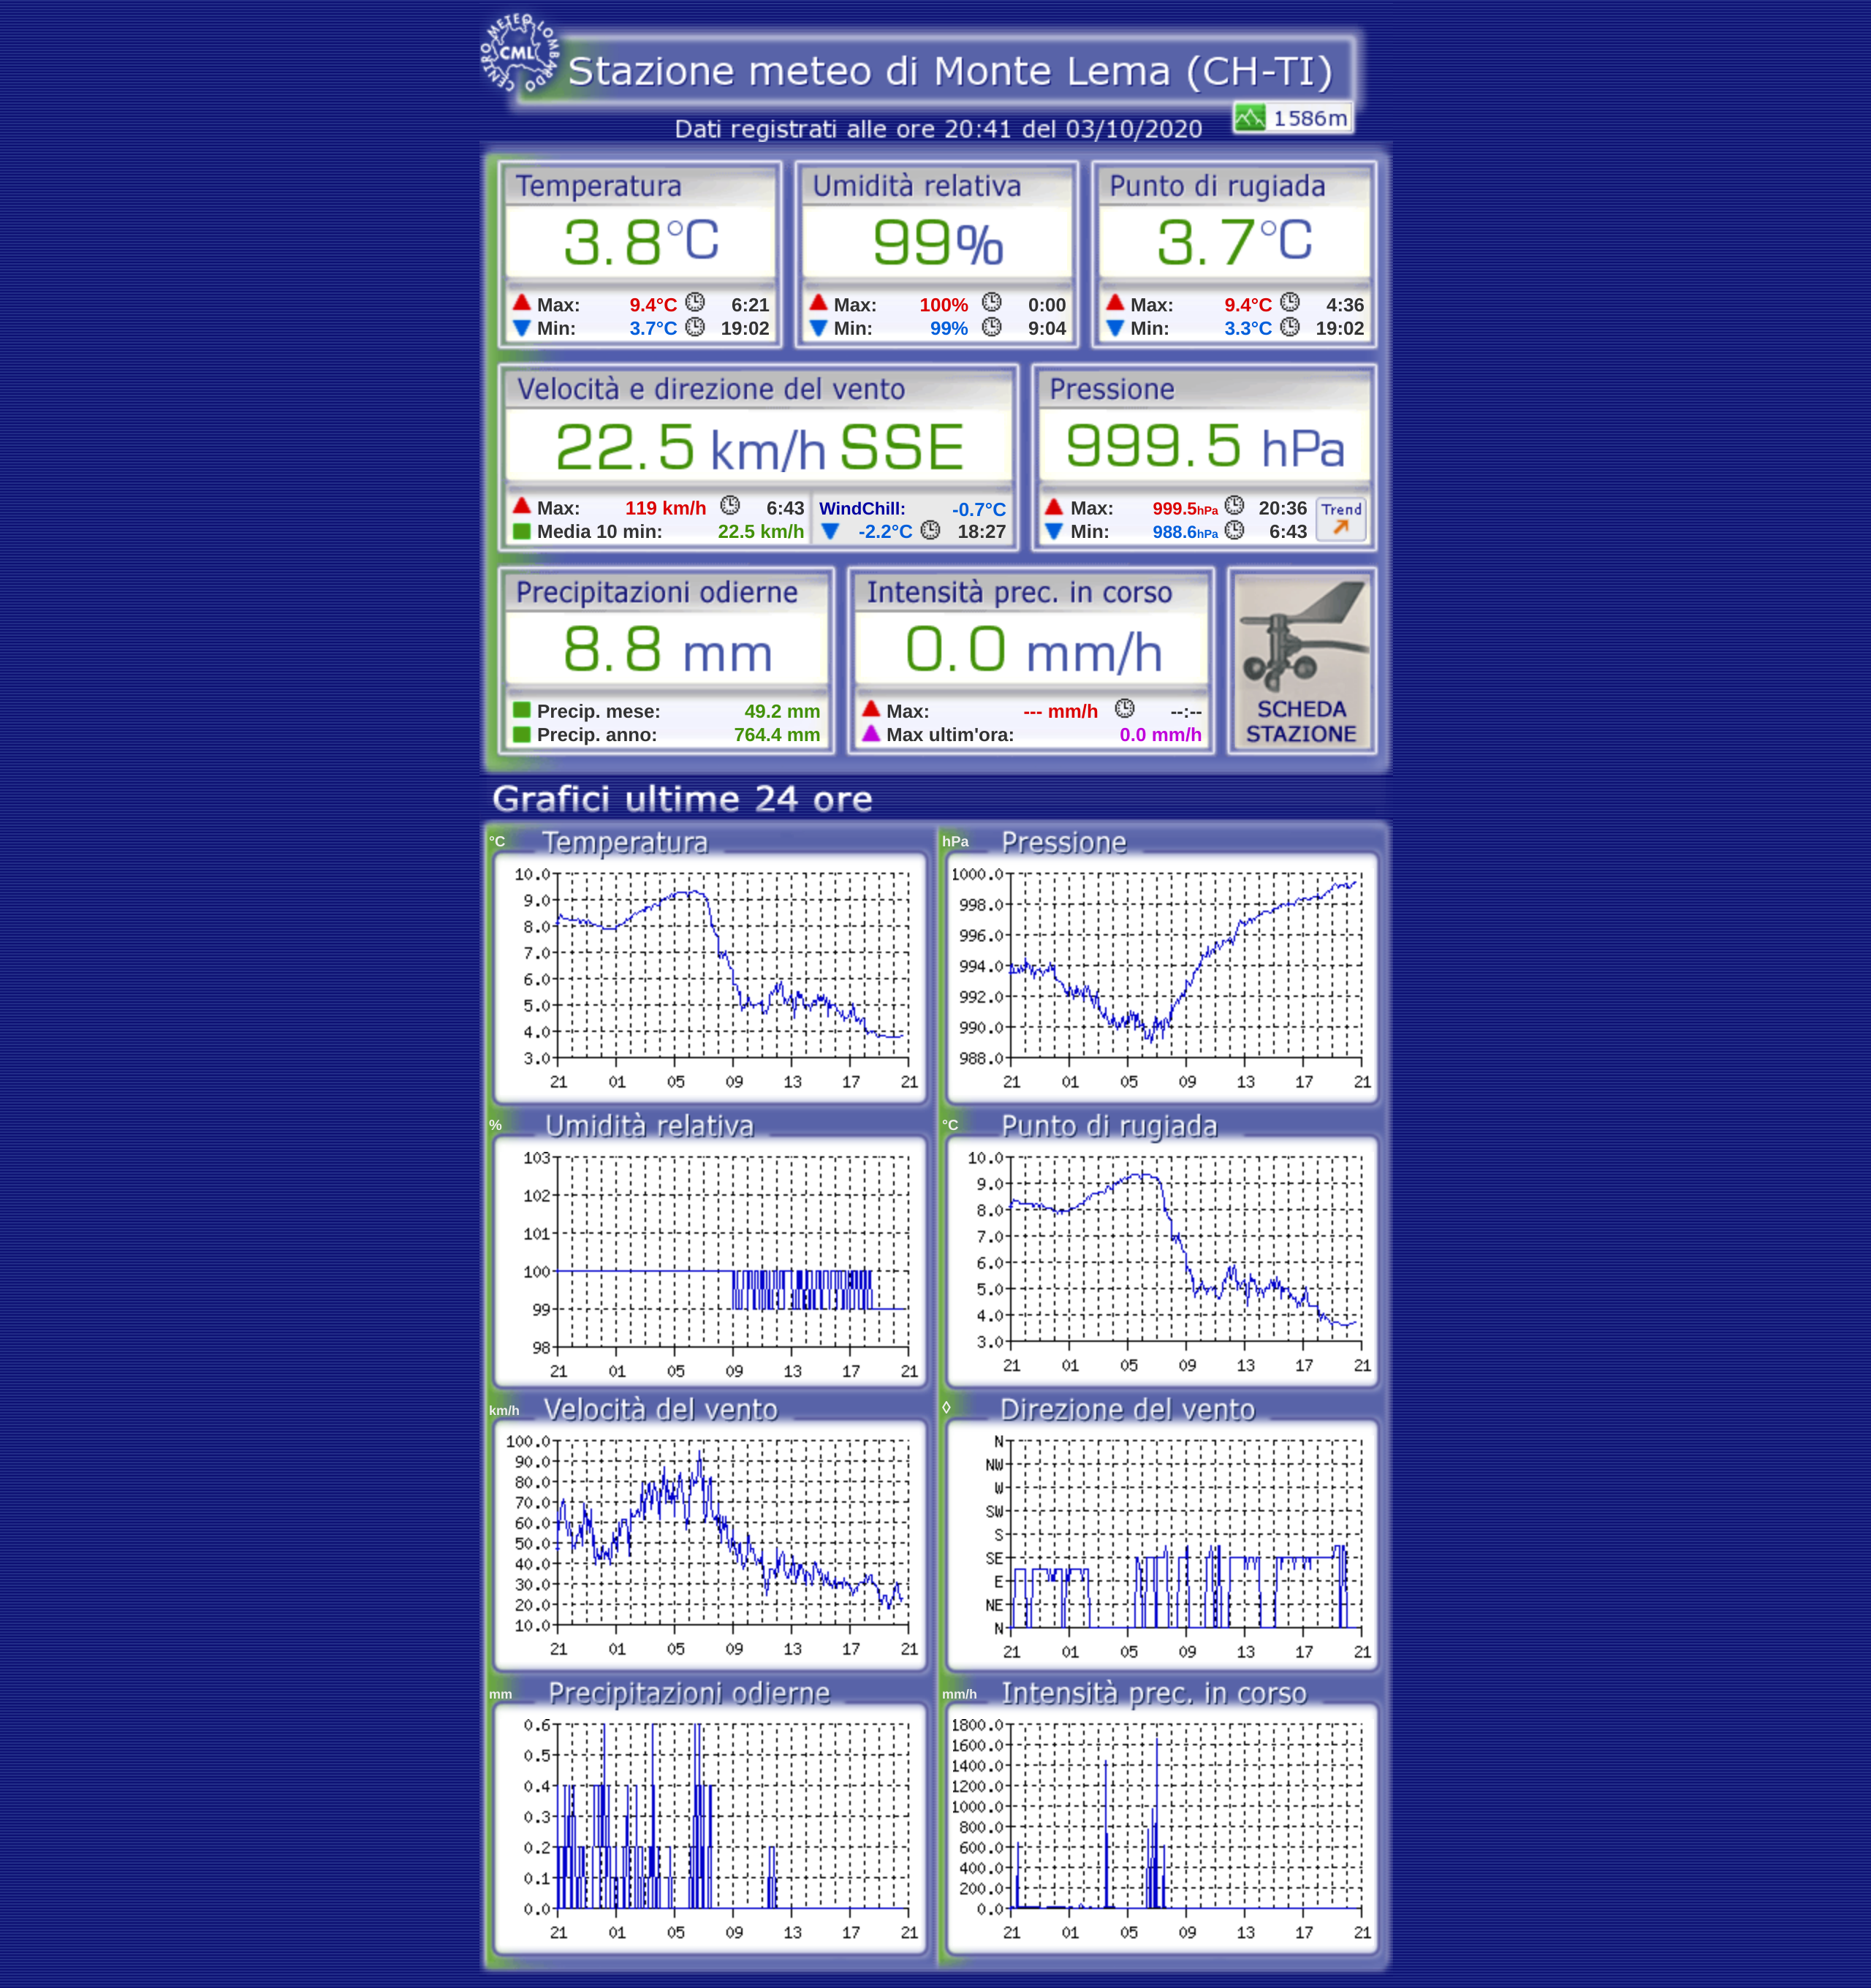 CENTRO METEO LOMBARDO
CML
Stazione meteo di Monte Lema (CH-TI)
1586m
Dati registrati alle ore 20:41 del 03/10/2020
Temperatura
3.8°C
Max: 9.4°C 6:21
Min: 3.7°C 19:02
Umidità relativa
99%
Max: 100% 0:00
Min: 99% 9:04
Punto di rugiada
3.7°C
Max: 9.4°C 4:36
Min: 3.3°C 19:02
Velocità e direzione del vento
22.5 km/h SSE
Max: 119 km/h 6:43
Media 10 min: 22.5 km/h
WindChill: -0.7°C
-2.2°C 18:27
Pressione
999.5 hPa
Max: 999.5hPa 20:36
Min: 988.6hPa 6:43
Trend
Precipitazioni odierne
8.8 mm
Precip. mese: 49.2 mm
Precip. anno: 764.4 mm
Intensità prec. in corso
0.0 mm/h
Max: --- mm/h --:--
Max ultim'ora: 0.0 mm/h
SCHEDA
STAZIONE
Grafici ultime 24 ore
°C Temperatura
10.0
9.0
8.0
7.0
6.0
5.0
4.0
3.0
21 01 05 09 13 17 21
hPa Pressione
1000.0
998.0
996.0
994.0
992.0
990.0
988.0
21 01 05 09 13 17 21
% Umidità relativa
103
102
101
100
99
98
21 01 05 09 13 17 21
°C Punto di rugiada
10.0
9.0
8.0
7.0
6.0
5.0
4.0
3.0
21 01 05 09 13 17 21
km/h Velocità del vento
100.0
90.0
80.0
70.0
60.0
50.0
40.0
30.0
20.0
10.0
21 01 05 09 13 17 21
◊ Direzione del vento
N
NW
W
SW
S
SE
E
NE
N
21 01 05 09 13 17 21
mm Precipitazioni odierne
0.6
0.5
0.4
0.3
0.2
0.1
0.0
21 01 05 09 13 17 21
mm/h Intensità prec. in corso
1800.0
1600.0
1400.0
1200.0
1000.0
800.0
600.0
400.0
200.0
0.0
21 01 05 09 13 17 21